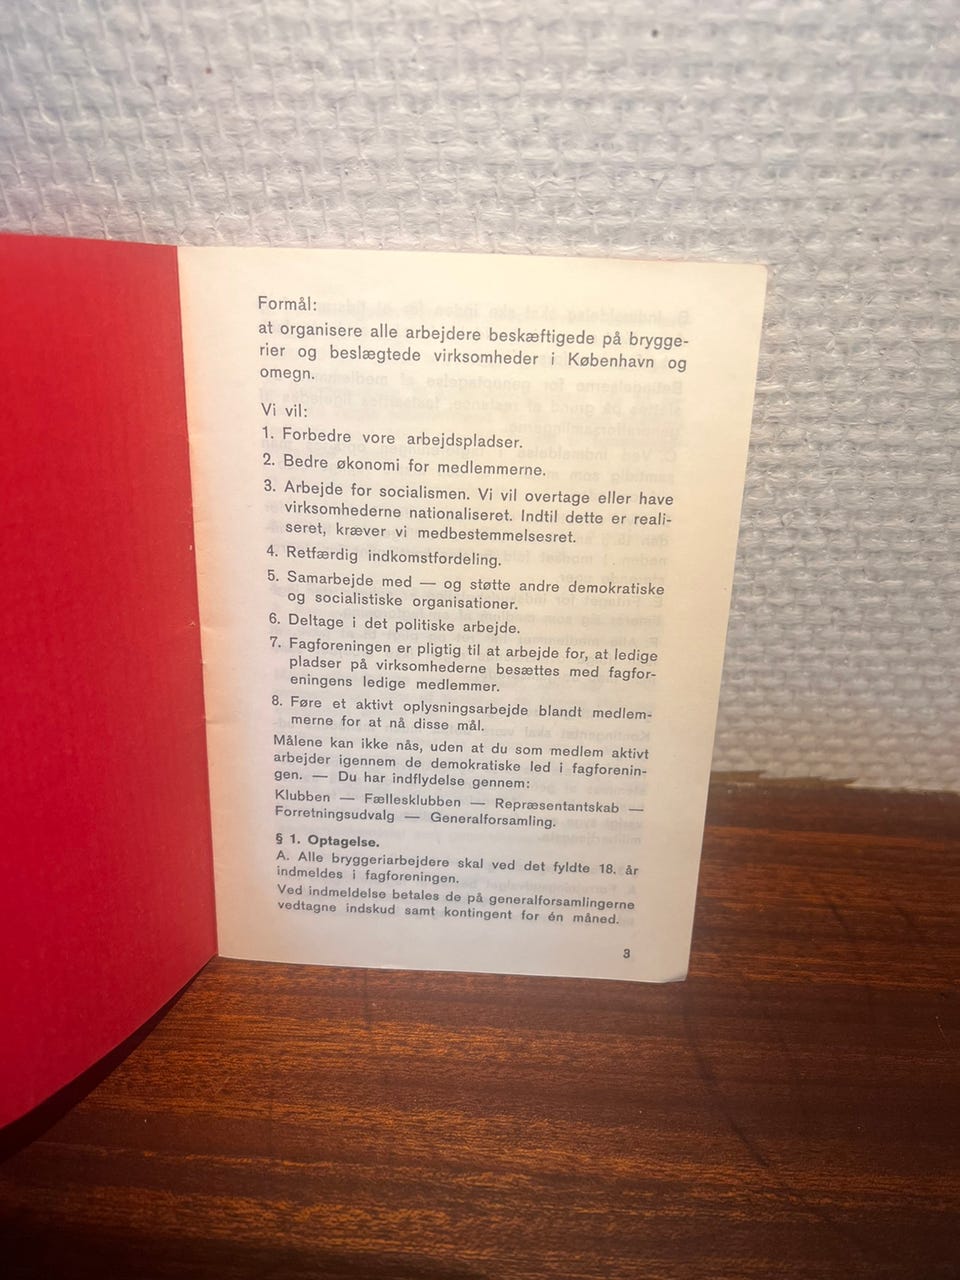 Formål:
at organisere alle arbejdere beskæftigede på brygge-
rier og beslægtede virksomheder i København og
omegn.
Vi vil:
1. Forbedre vore arbejdspladser.
2. Bedre økonomi for medlemmerne.
3. Arbejde for socialismen. Vi vil overtage eller have
virksomhederne nationaliseret. Indtil dette er reali-
seret, kræver vi medbestemmelsesret.
4. Retfærdig indkomstfordeling.
5. Samarbejde med — og støtte andre demokratiske
og socialistiske organisationer.
6. Deltage i det politiske arbejde.
7. Fagforeningen er pligtig til at arbejde for, at ledige
pladser på virksomhederne besættes med fagfor-
eningens ledige medlemmer.
8. Føre et aktivt oplysningsarbejde blandt medlem-
merne for at nå disse mål.
Målene kan ikke nås, uden at du som medlem aktivt
arbejder igennem de demokratiske led i fagforenin-
gen. — Du har indflydelse gennem:
Klubben — Fællesklubben — Repræsentantskab —
Forretningsudvalg — Generalforsamling.
§ 1. Optagelse.
A. Alle bryggeriarbejdere skal ved det fyldte 18. år
indmeldes i fagforeningen.
Ved indmeldelse betales de på generalforsamlingerne
vedtagne indskud samt kontingent for én måned.
3